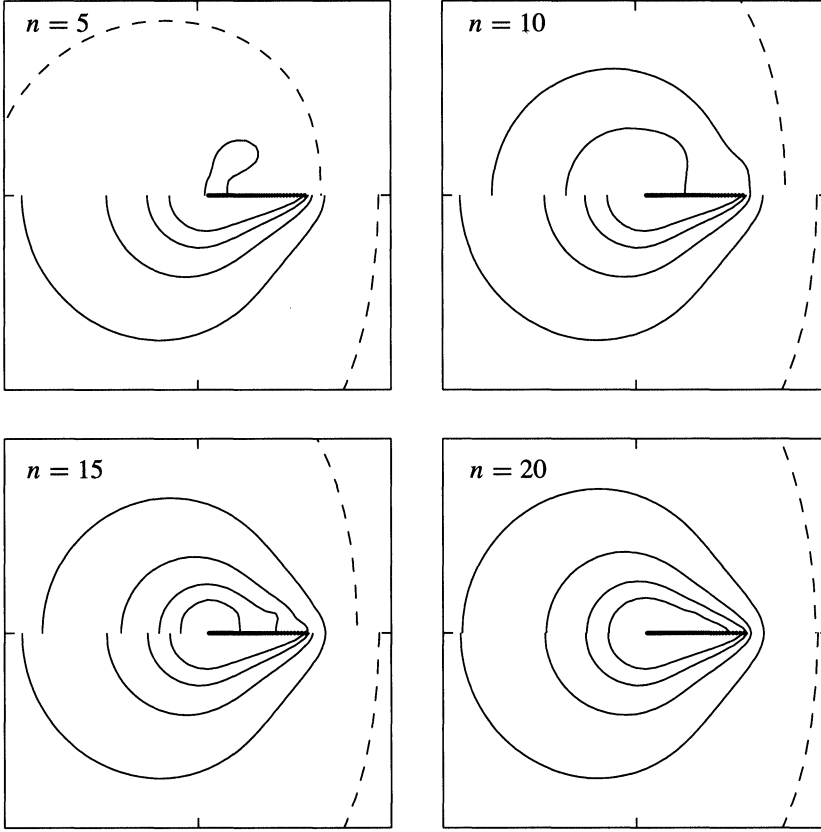 n = 5
n = 10
n = 15
n = 20